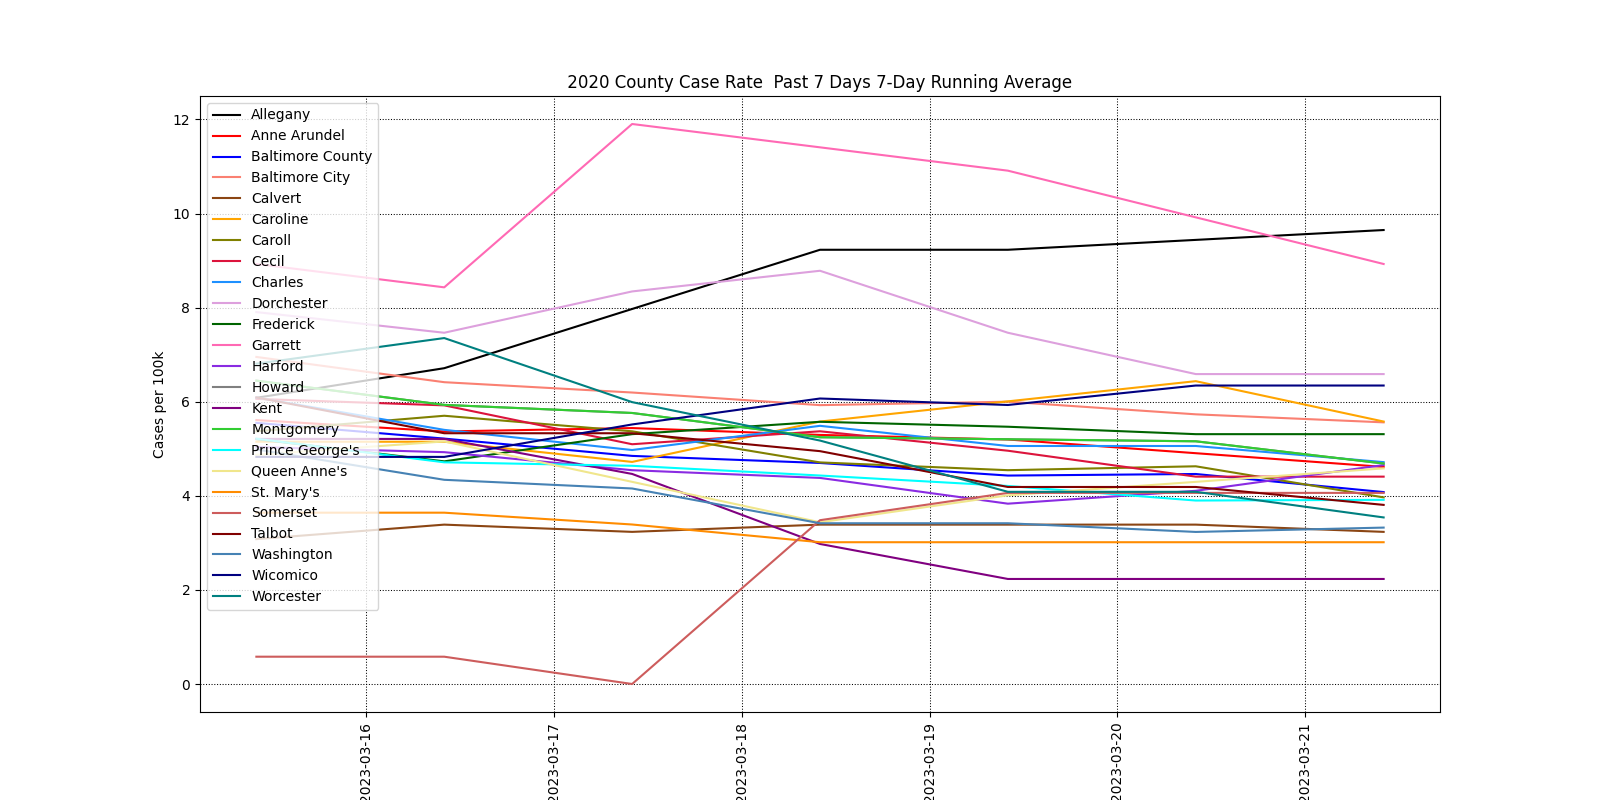 2020 County Case Rate  Past 7 Days 7-Day Running Average
Cases per 100k
12
10
8
6
4
2
0
Allegany
Anne Arundel
Baltimore County
Baltimore City
Calvert
Caroline
Caroll
Cecil
Charles
Dorchester
Frederick
Garrett
Harford
Howard
Kent
Montgomery
Prince George's
Queen Anne's
St. Mary's
Somerset
Talbot
Washington
Wicomico
Worcester
2023-03-16
2023-03-17
2023-03-18
2023-03-19
2023-03-20
2023-03-21